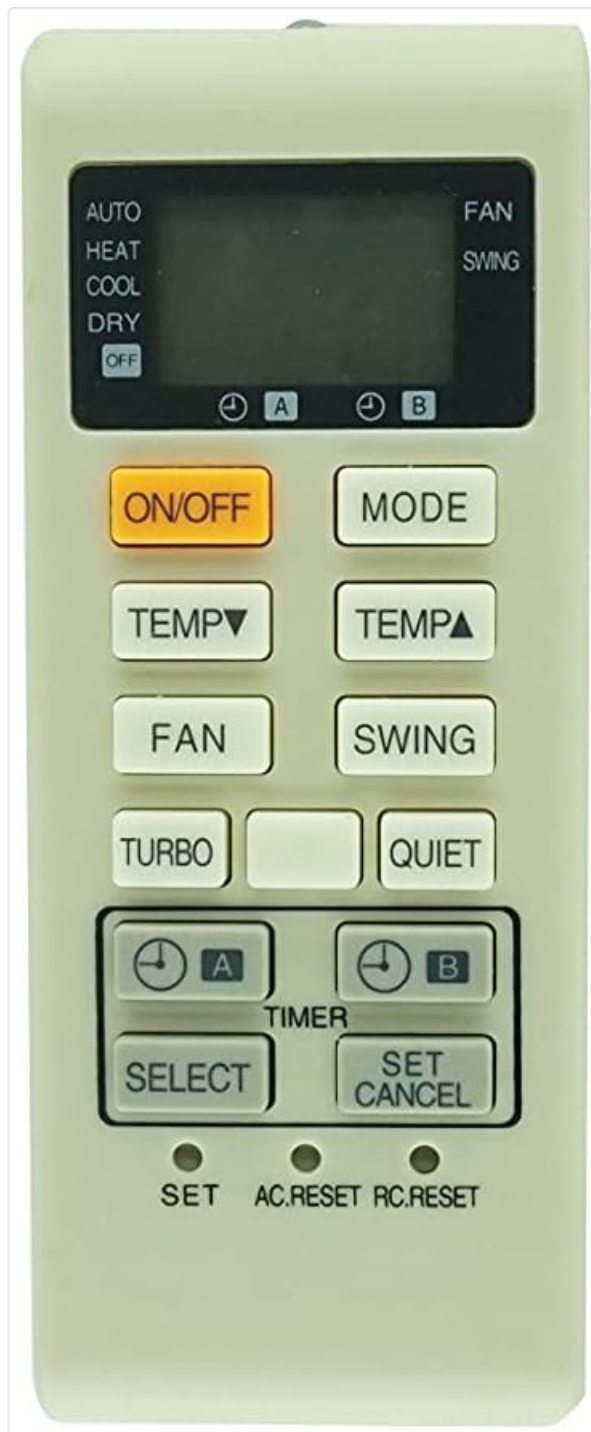 AUTO
FAN
HEAT
SWING
COOL
DRY
OFF
A
B
ON/OFF
MODE
TEMP▼
TEMP▲
FAN
SWING
TURBO
QUIET
A
B
TIMER
SELECT
SET
CANCEL
SET
AC.RESET
RC.RESET